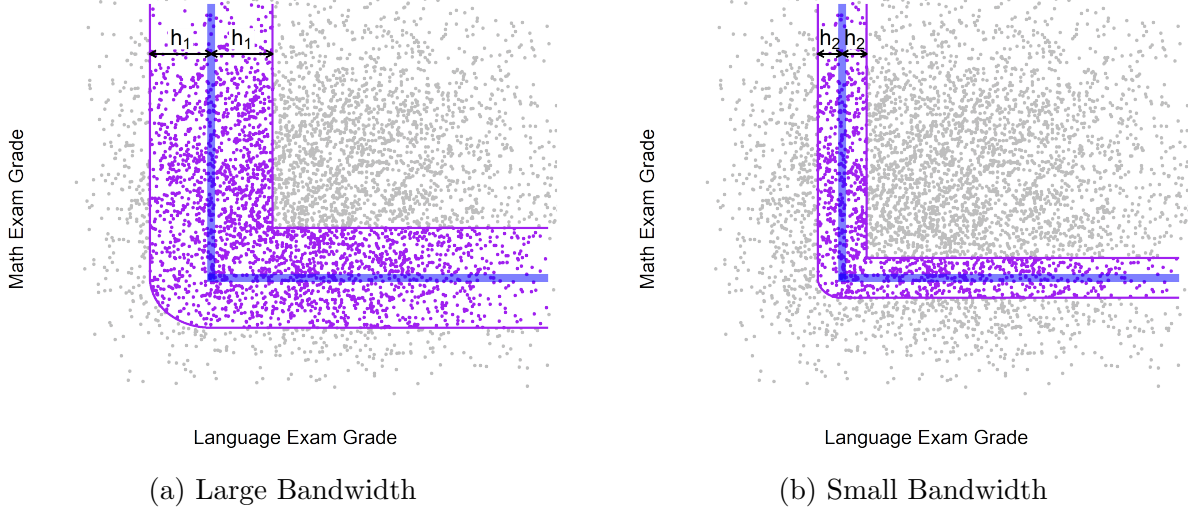 h₁ h₁
Math Exam Grade
Language Exam Grade
(a) Large Bandwidth
h₂ h₂
Math Exam Grade
Language Exam Grade
(b) Small Bandwidth